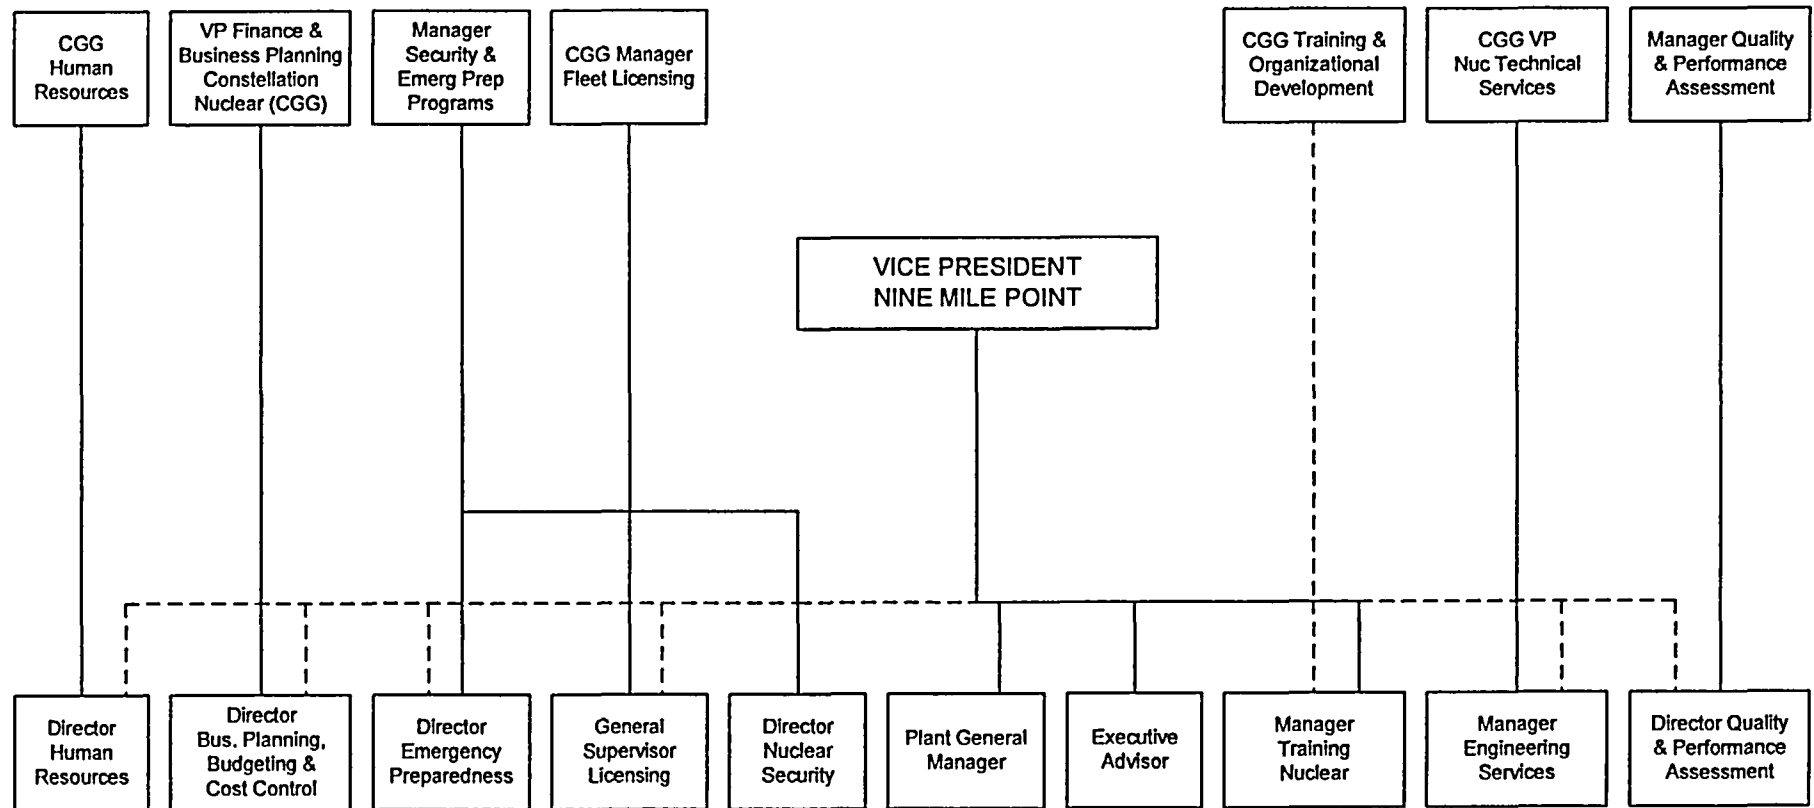 CGG
Human
Resources
VP Finance &
Business Planning
Constellation
Nuclear (CGG)
Manager
Security &
Emerg Prep
Programs
CGG Manager
Fleet Licensing
CGG Training &
Organizational
Development
CGG VP
Nuc Technical
Services
Manager Quality
& Performance
Assessment
VICE PRESIDENT
NINE MILE POINT
Director
Human
Resources
Director
Bus. Planning,
Budgeting &
Cost Control
Director
Emergency
Preparedness
General
Supervisor
Licensing
Director
Nuclear
Security
Plant General
Manager
Executive
Advisor
Manager
Training
Nuclear
Manager
Engineering
Services
Director Quality
& Performance
Assessment